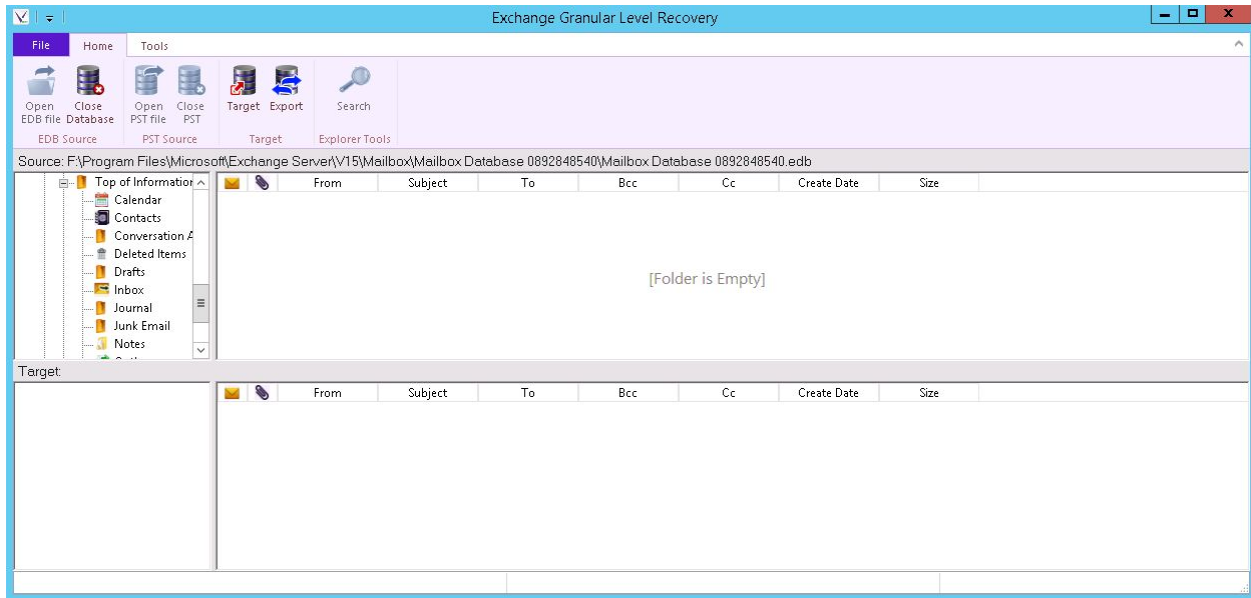 Exchange Granular Level Recovery
File Home Tools
Open EDB file
Close Database
Open PST file
Close PST
Target
Export
Search
EDB Source
PST Source
Target
Explorer Tools
Source: F:\Program Files\Microsoft\Exchange Server\V15\Mailbox\Mailbox Database 0892848540\Mailbox Database 0892848540.edb
Top of Information
Calendar
Contacts
Conversation A
Deleted Items
Drafts
Inbox
Journal
Junk Email
Notes
From Subject To Bcc Cc Create Date Size
[Folder is Empty]
Target:
From Subject To Bcc Cc Create Date Size